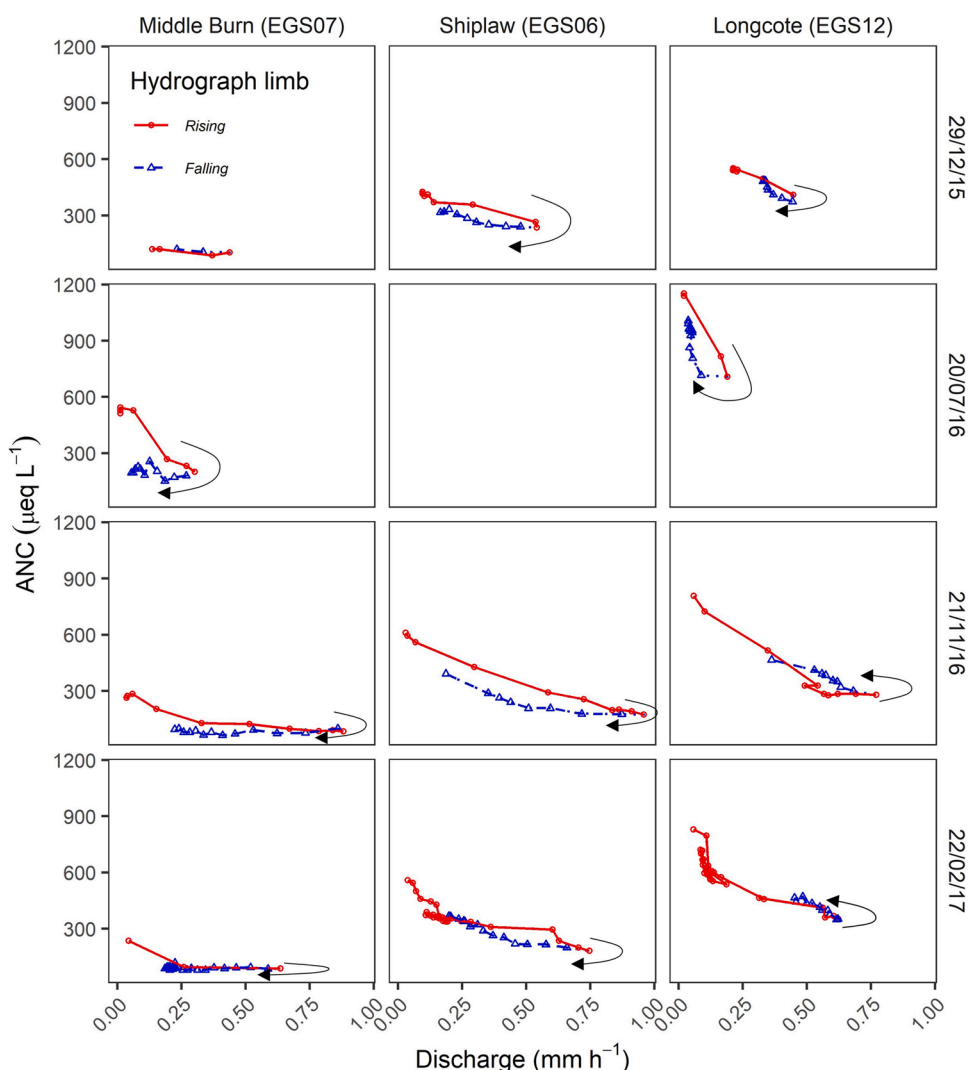 Middle Burn (EGS07)
Shiplaw (EGS06)
Longcote (EGS12)
Hydrograph limb
Rising
Falling
1200
900
600
300
29/12/15
1200
900
600
300
20/07/16
1200
900
600
300
21/11/16
1200
900
600
300
22/02/17
ANC (μeq L⁻¹)
0.00 0.25 0.50 0.75 1.00
0.00 0.25 0.50 0.75 1.00
0.00 0.25 0.50 0.75 1.00
Discharge (mm h⁻¹)